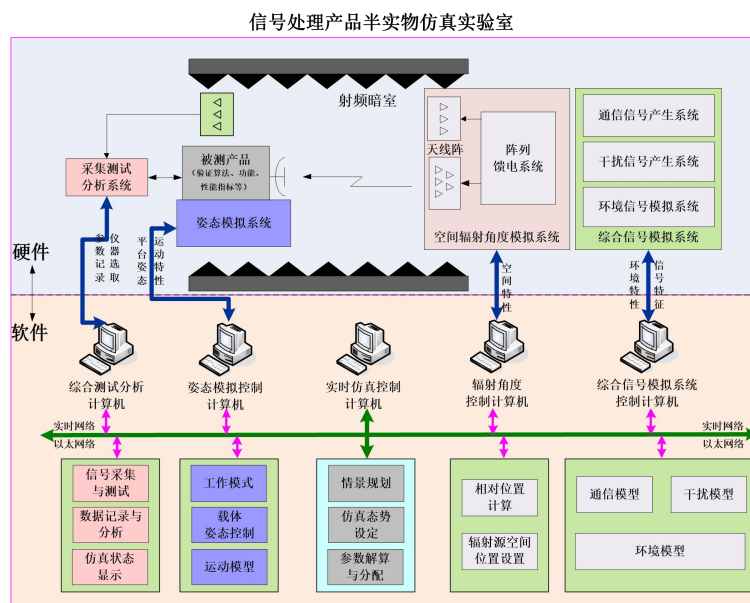 信号处理产品半实物仿真实验室
射频暗室
采集测试
分析系统
被测产品
(验证算法、功能、
性能指标等)
姿态模拟系统
天线阵
阵列
馈电系统
空间辐射角度模拟系统
通信信号产生系统
干扰信号产生系统
环境信号模拟系统
综合信号模拟系统
硬件
软件
参数记录
仪器选取
平台姿态
运动特性
空间特性
环境特性
信号特征
综合测试分析
计算机
姿态模拟控制
计算机
实时仿真控制
计算机
辐射角度
控制计算机
综合信号模拟系统
控制计算机
实时网络
以太网络
实时网络
以太网络
信号采集
与测试
数据记录与
分析
仿真状态
显示
工作模式
载体
姿态控制
运动模型
情景规划
仿真态势
设定
参数解算
与分配
相对位置
计算
辐射源空间
位置设置
通信模型
干扰模型
环境模型